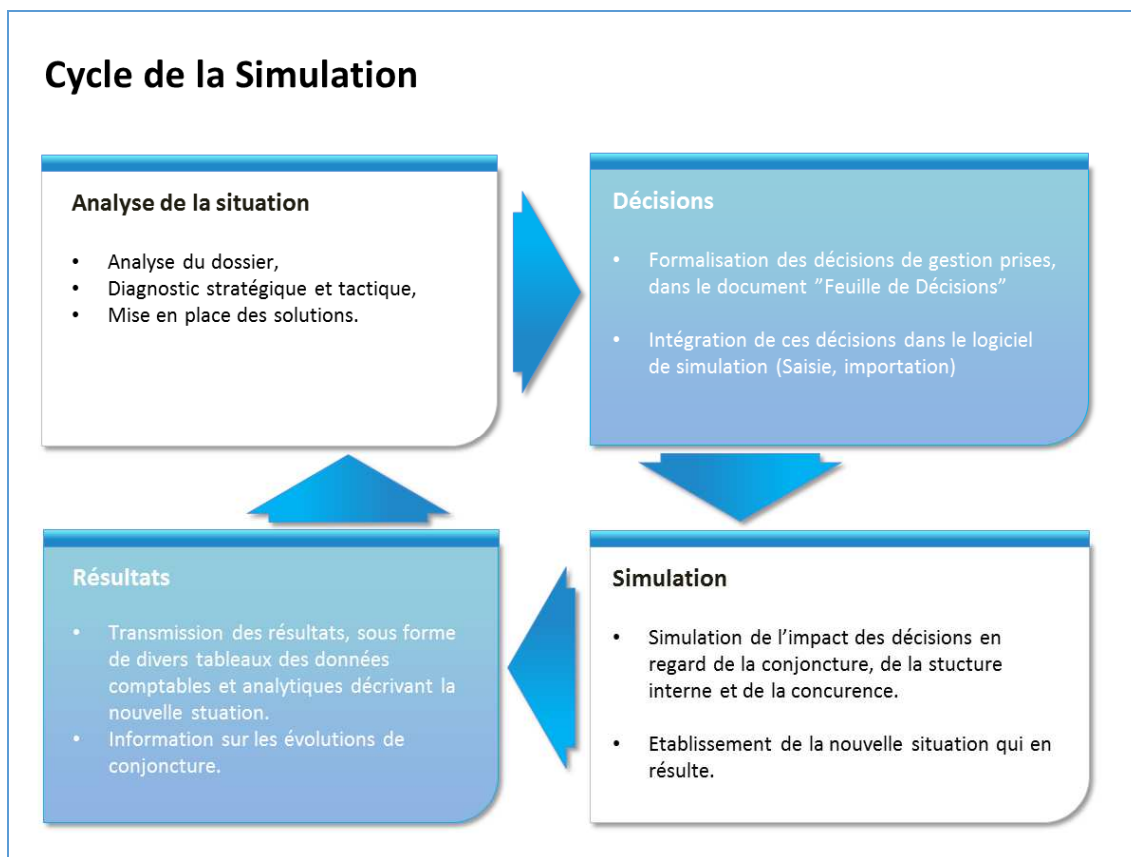 Cycle de la Simulation
Analyse de la situation
• Analyse du dossier,
• Diagnostic stratégique et tactique,
• Mise en place des solutions.
Décisions
• Formalisation des décisions de gestion prises,
dans le document ”Feuille de Décisions”
• Intégration de ces décisions dans le logiciel
de simulation (Saisie, importation)
Simulation
• Simulation de l’impact des décisions en
regard de la conjoncture, de la stucture
interne et de la concurence.
• Etablissement de la nouvelle situation qui en
résulte.
Résultats
• Transmission des résultats, sous forme
de divers tableaux des données
comptables et analytiques décrivant la
nouvelle stuation.
• Information sur les évolutions de
conjoncture.